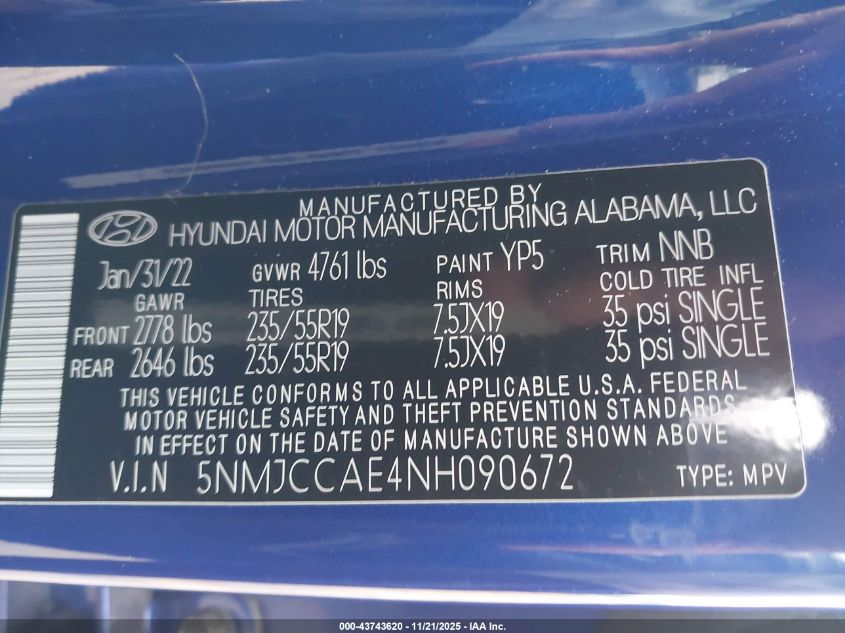 MANUFACTURED BY
HYUNDAI MOTOR MANUFACTURING ALABAMA, LLC
Jan/31/22 GVWR 4761 lbs PAINT YP5 TRIM NNB
GAWR TIRES RIMS COLD TIRE INFL
FRONT 2778 lbs 235/55R19 7.5JX19 35 psi SINGLE
REAR 2646 lbs 235/55R19 7.5JX19 35 psi SINGLE
THIS VEHICLE CONFORMS TO ALL APPLICABLE U.S.A. FEDERAL
MOTOR VEHICLE SAFETY AND THEFT PREVENTION STANDARDS
IN EFFECT ON THE DATE OF MANUFACTURE SHOWN ABOVE.
V.I.N 5NMJCCAE4NH090672 TYPE: MPV
000-43743620 - 11/21/2025 - IAA Inc.